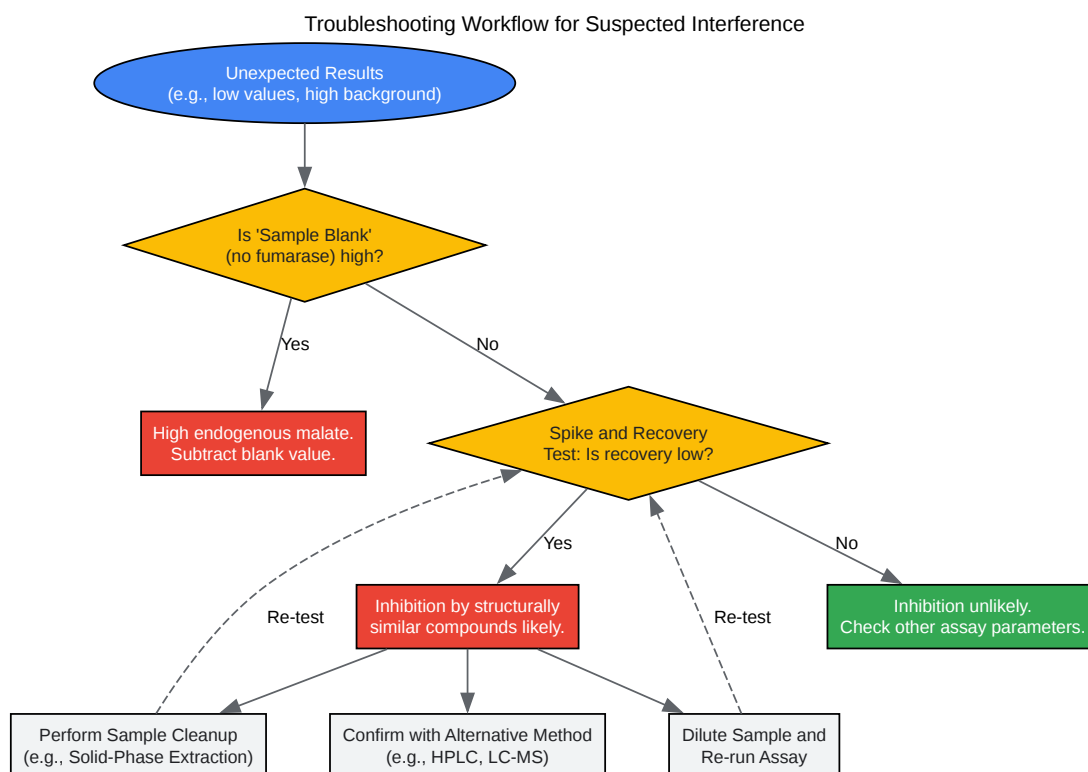 Troubleshooting Workflow for Suspected Interference
Unexpected Results
(e.g., low values, high background)
Is 'Sample Blank'
(no fumarase) high?
Yes
No
High endogenous malate.
Subtract blank value.
Spike and Recovery
Test: Is recovery low?
Yes
No
Re-test
Inhibition by structurally
similar compounds likely.
Re-test
Inhibition unlikely.
Check other assay parameters.
Perform Sample Cleanup
(e.g., Solid-Phase Extraction)
Confirm with Alternative Method
(e.g., HPLC, LC-MS)
Dilute Sample and
Re-run Assay